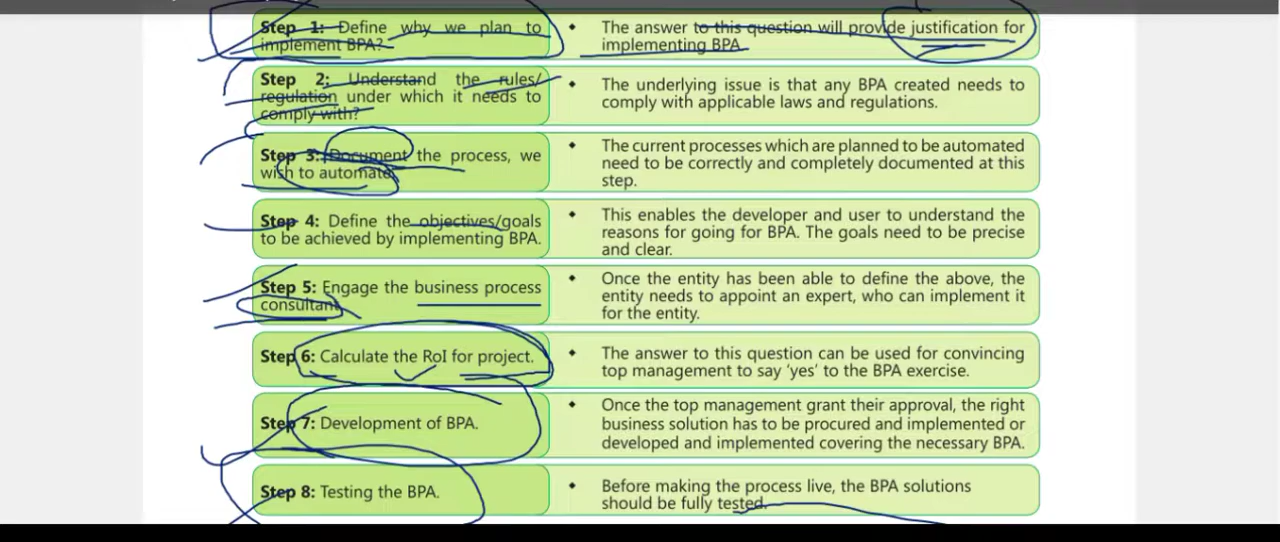 Step 1: Define why we plan to
implement BPA?
• The answer to this question will provide justification for
implementing BPA.
Step 2: Understand the rules/
regulation under which it needs to
comply with?
• The underlying issue is that any BPA created needs to
comply with applicable laws and regulations.
Step 3: Document the process, we
wish to automate.
• The current processes which are planned to be automated
need to be correctly and completely documented at this
step.
Step 4: Define the objectives/goals
to be achieved by implementing BPA.
• This enables the developer and user to understand the
reasons for going for BPA. The goals need to be precise
and clear.
Step 5: Engage the business process
consultant
• Once the entity has been able to define the above, the
entity needs to appoint an expert, who can implement it
for the entity.
Step 6: Calculate the RoI for project.
• The answer to this question can be used for convincing
top management to say ‘yes’ to the BPA exercise.
Step 7: Development of BPA.
• Once the top management grant their approval, the right
business solution has to be procured and implemented or
developed and implemented covering the necessary BPA.
Step 8: Testing the BPA.
• Before making the process live, the BPA solutions
should be fully tested.